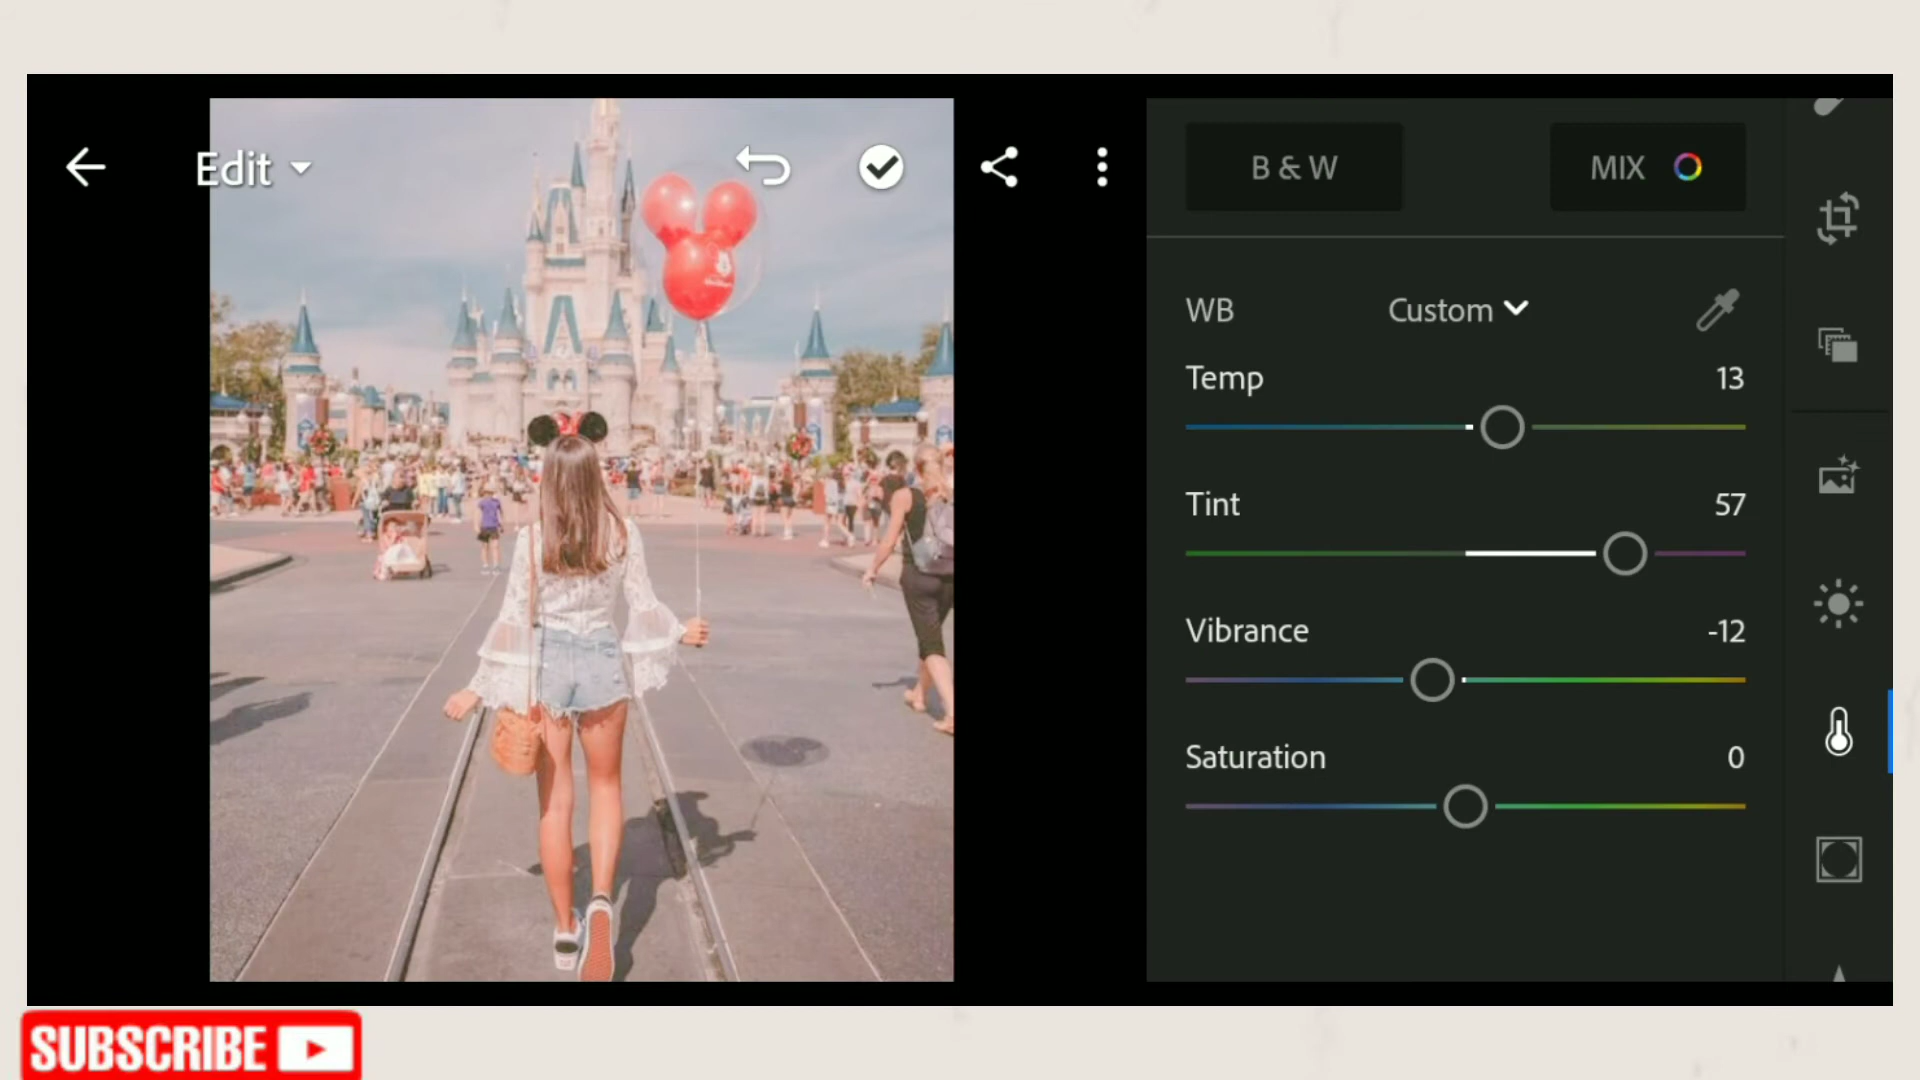 Edit
B & W
MIX
WB
Custom
Temp
13
Tint
57
Vibrance
-12
Saturation
0
SUBSCRIBE